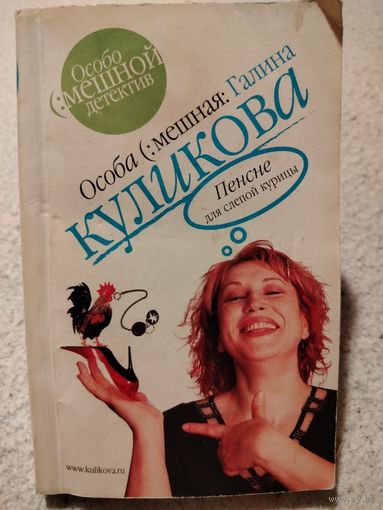 Особо
(:мешной
детектив
Особа (:мешная: Галина
КУЛИКОВА
Пенсне
для слепой курицы
www.kulikova.ru